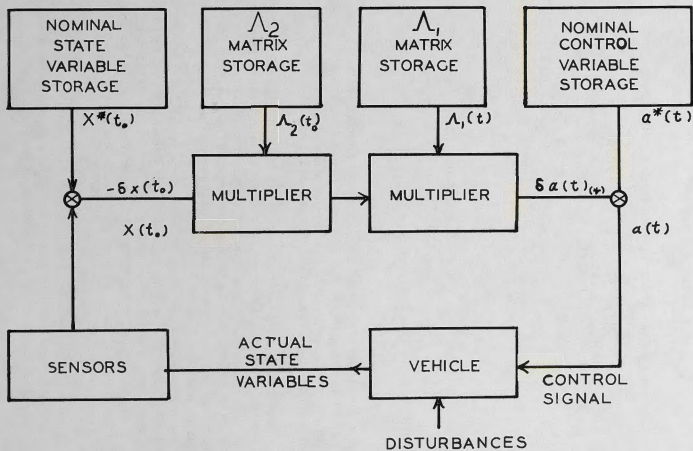 NOMINAL
STATE
VARIABLE
STORAGE
Λ₂
MATRIX
STORAGE
Λ₁
MATRIX
STORAGE
NOMINAL
CONTROL
VARIABLE
STORAGE
X*(t₀)
Λ₂(t₀)
Λ₁(t)
α*(t)
-δx(t₀)
MULTIPLIER
MULTIPLIER
δα(t)(+)
X(t₀)
α(t)
SENSORS
ACTUAL
STATE
VARIABLES
VEHICLE
CONTROL
SIGNAL
DISTURBANCES